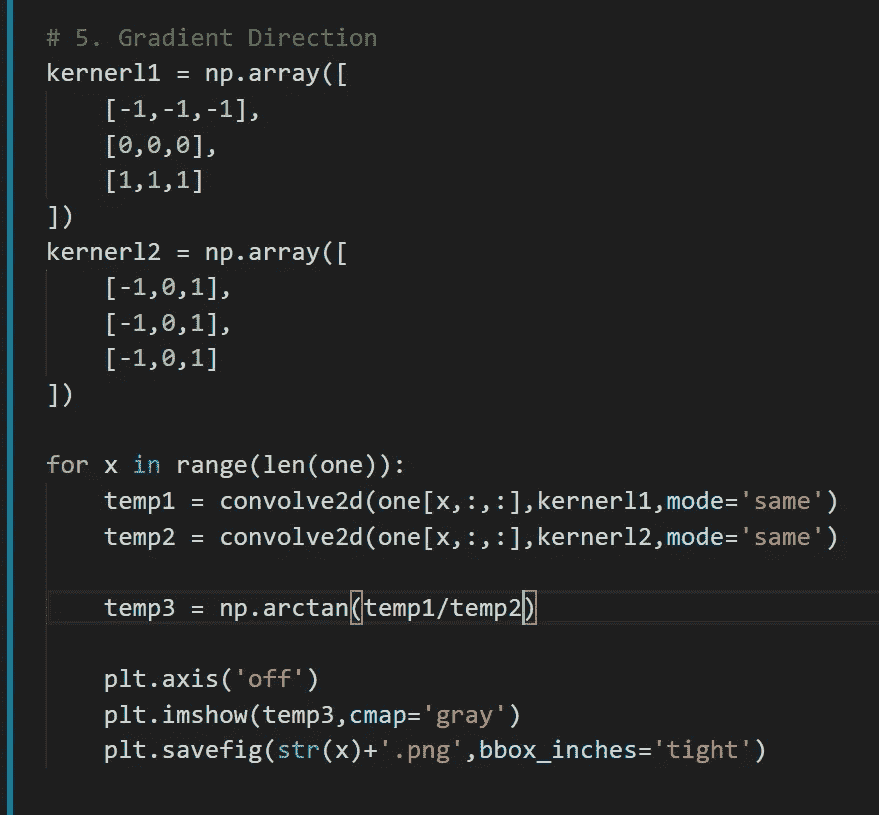 # 5. Gradient Direction
kernerl1 = np.array([
    [-1,-1,-1],
    [0,0,0],
    [1,1,1]
])
kernerl2 = np.array([
    [-1,0,1],
    [-1,0,1],
    [-1,0,1]
])
for x in range(len(one)):
    temp1 = convolve2d(one[x,:,:],kernerl1,mode='same')
    temp2 = convolve2d(one[x,:,:],kernerl2,mode='same')
    temp3 = np.arctan(temp1/temp2)
    plt.axis('off')
    plt.imshow(temp3,cmap='gray')
    plt.savefig(str(x)+'.png',bbox_inches='tight')